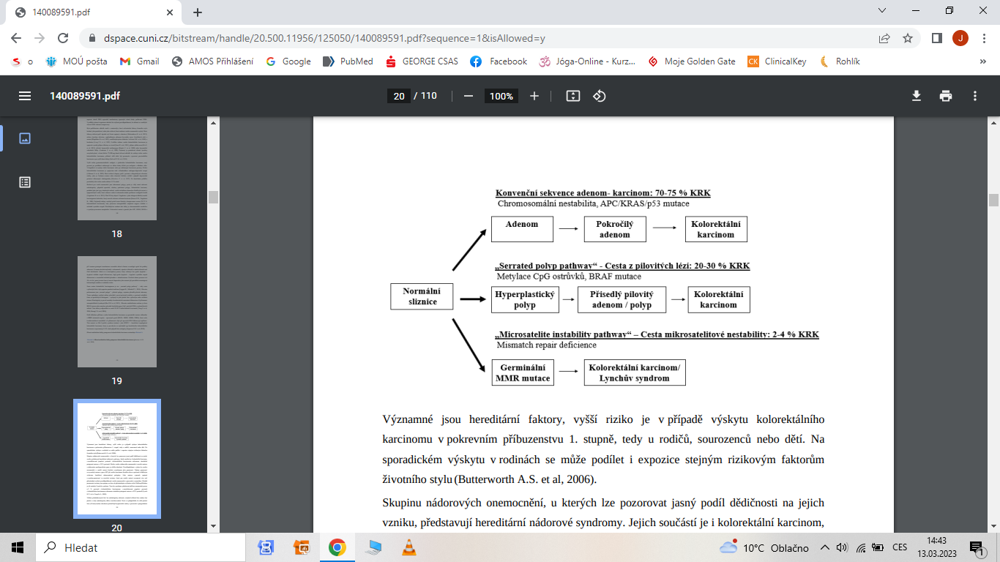 140089591.pdf
dspace.cuni.cz/bitstream/handle/20.500.11956/125050/140089591.pdf?sequence=1&isAllowed=y
J
o MOÚ pošta Gmail AMOS Přihlášení Google PubMed GEORGE CSAS Facebook Jóga-Online - Kurz... Moje Golden Gate CK ClinicalKey Rohlík »
140089591.pdf 20 / 110 100%
18
19
20
Konvenční sekvence adenom- karcinom: 70-75 % KRK
Chromosomální nestabilita, APC/KRAS/p53 mutace
Adenom
Pokročilý
adenom
Kolorektální
karcinom
„Serrated polyp pathway“ - Cesta z pilovitých lézí: 20-30 % KRK
Metylace CpG ostrůvků, BRAF mutace
Normální
sliznice
Hyperplastický
polyp
Přisedlý pilovitý
adenom / polyp
Kolorektální
karcinom
„Microsatelite instability pathway“ – Cesta mikrosatelitové nestability: 2-4 % KRK
Mismatch repair deficience
Germinální
MMR mutace
Kolorektální karcinom/
Lynchův syndrom
Významné jsou hereditární faktory, vyšší riziko je v případě výskytu kolorektálního
karcinomu v pokrevním příbuzenstvu 1. stupně, tedy u rodičů, sourozenců nebo dětí. Na
sporadickém výskytu v rodinách se může podílet i expozice stejným rizikovým faktorům
životního stylu (Butterworth A.S. et al, 2006).
Skupinu nádorových onemocnění, u kterých lze pozorovat jasný podíl dědičnosti na jejich
vzniku, představují hereditární nádorové syndromy. Jejich součástí je i kolorektální karcinom,
Hledat
10°C Oblačno
CES
14:43
13.03.2023
1